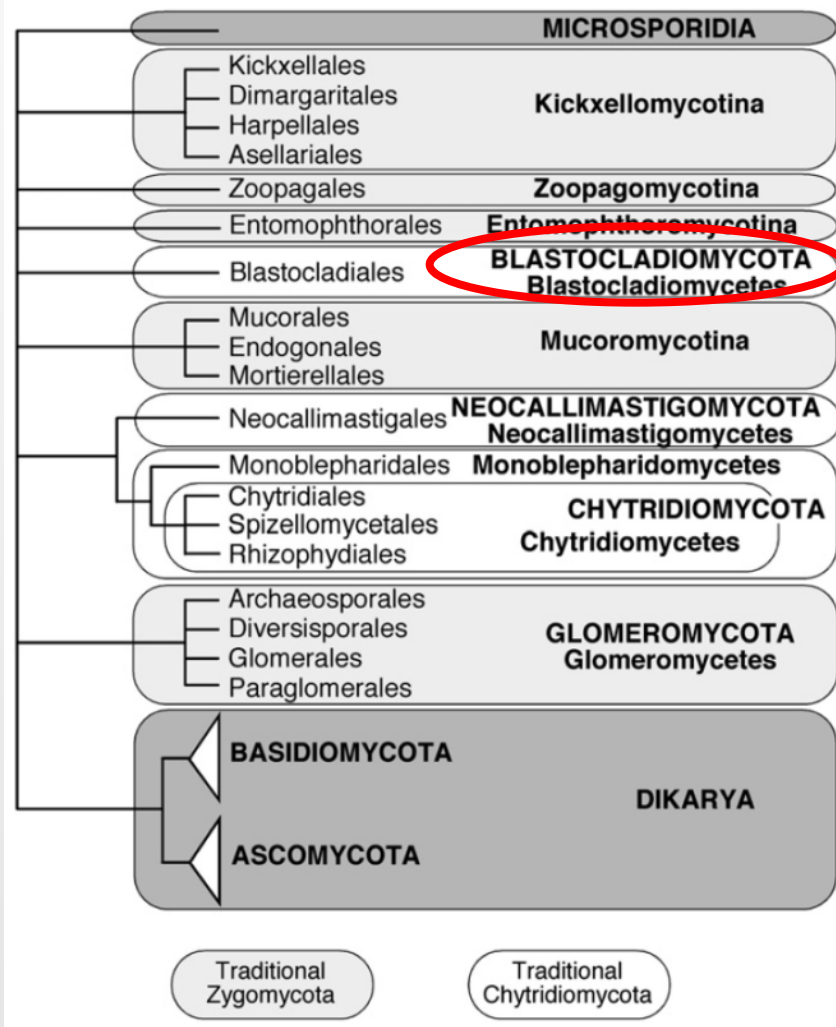 MICROSPORIDIA
Kickxellales
Dimargaritales
Harpellales
Asellariales
Kickxellomycotina
Zoopagales Zoopagomycotina
Entomophthorales Entomophthoromycotina
Blastocladiales
BLASTOCLADIOMYCOTA
Blastocladiomycetes
Mucorales
Endogonales
Mortierellales
Mucoromycotina
Neocallimastigales
NEOCALLIMASTIGOMYCOTA
Neocallimastigomycetes
Monoblepharidales Monoblepharidomycetes
Chytridiales
Spizellomycetales
Rhizophydiales
CHYTRIDIOMYCOTA
Chytridiomycetes
Archaeosporales
Diversisporales
Glomerales
Paraglomerales
GLOMEROMYCOTA
Glomeromycetes
BASIDIOMYCOTA
ASCOMYCOTA
DIKARYA
Traditional
Zygomycota
Traditional
Chytridiomycota